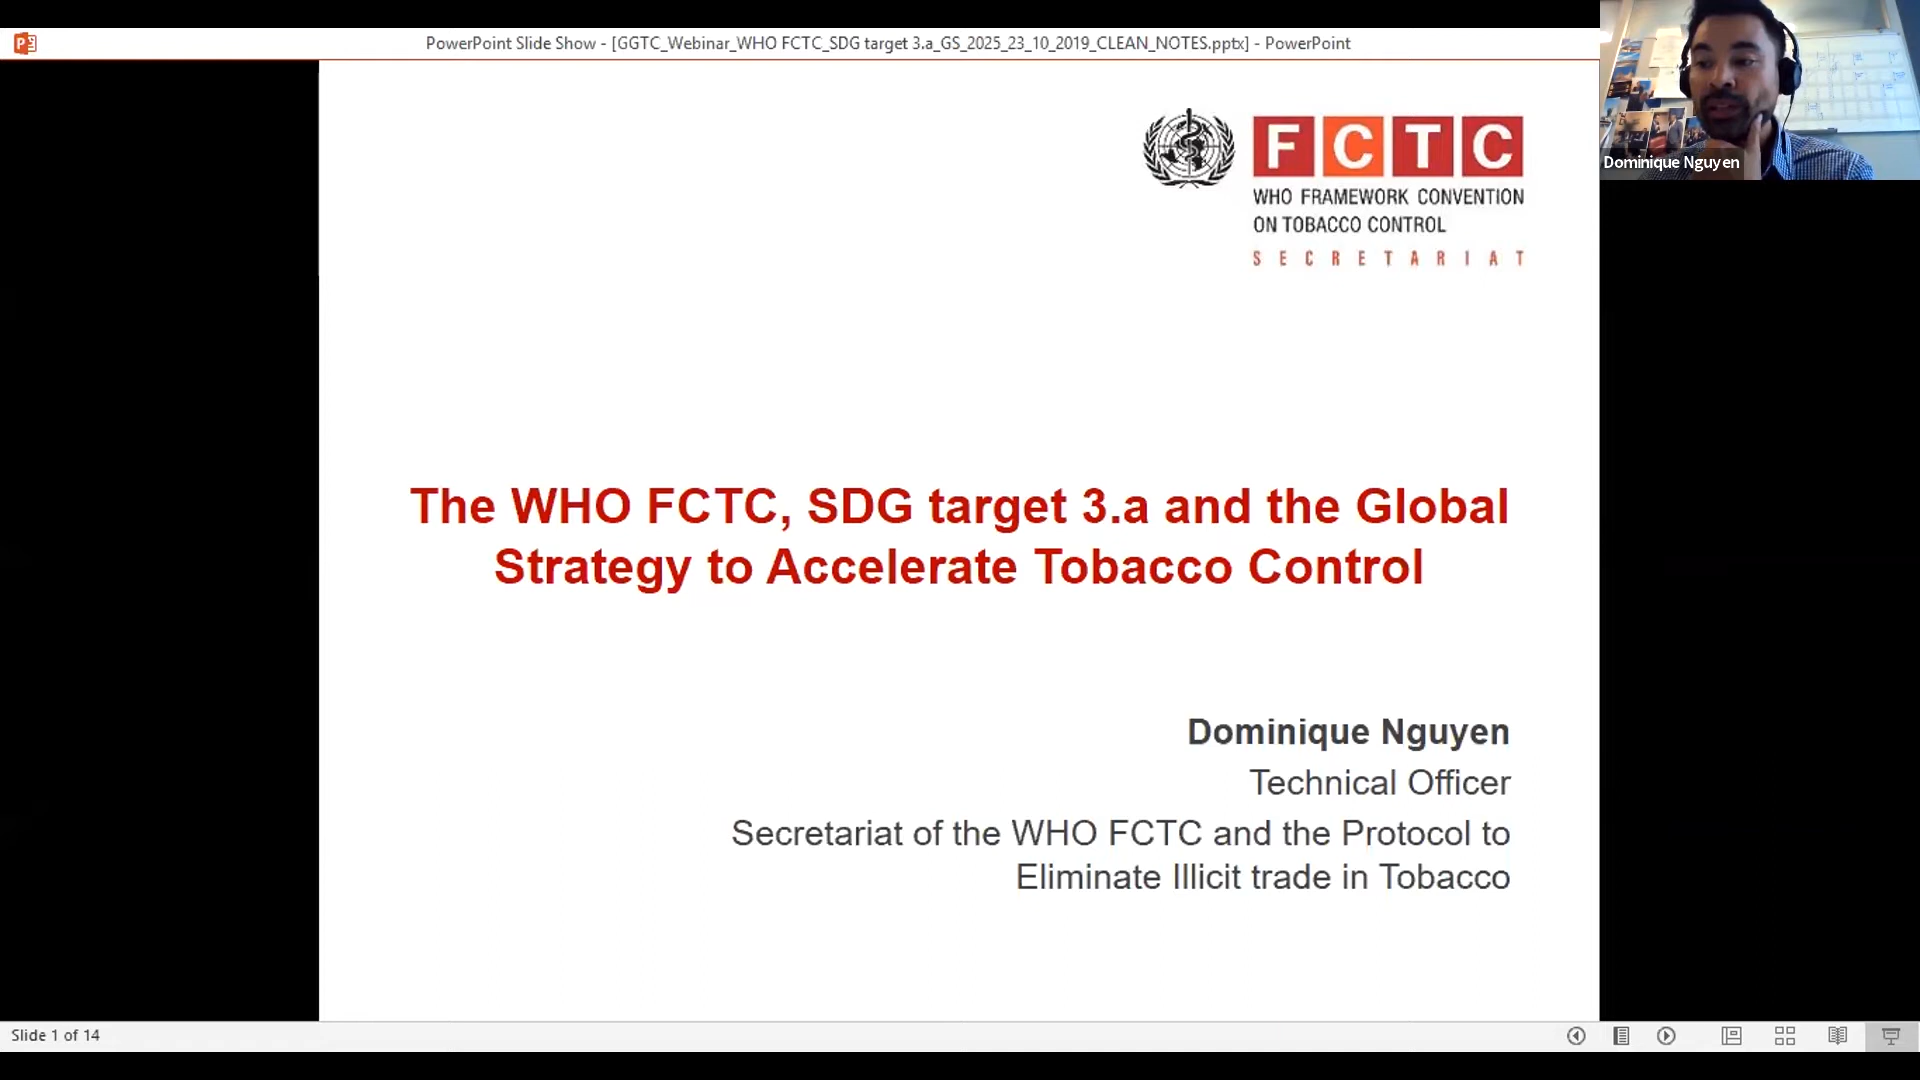 PowerPoint Slide Show - [GGTC_Webinar_WHO FCTC_SDG target 3.a_GS_2025_23_10_2019_CLEAN_NOTES.pptx] - PowerPoint
Dominique Nguyen
FCTC
WHO FRAMEWORK CONVENTION
ON TOBACCO CONTROL
SECRETARIAT
The WHO FCTC, SDG target 3.a and the Global
Strategy to Accelerate Tobacco Control
Dominique Nguyen
Technical Officer
Secretariat of the WHO FCTC and the Protocol to
Eliminate Illicit trade in Tobacco
Slide 1 of 14